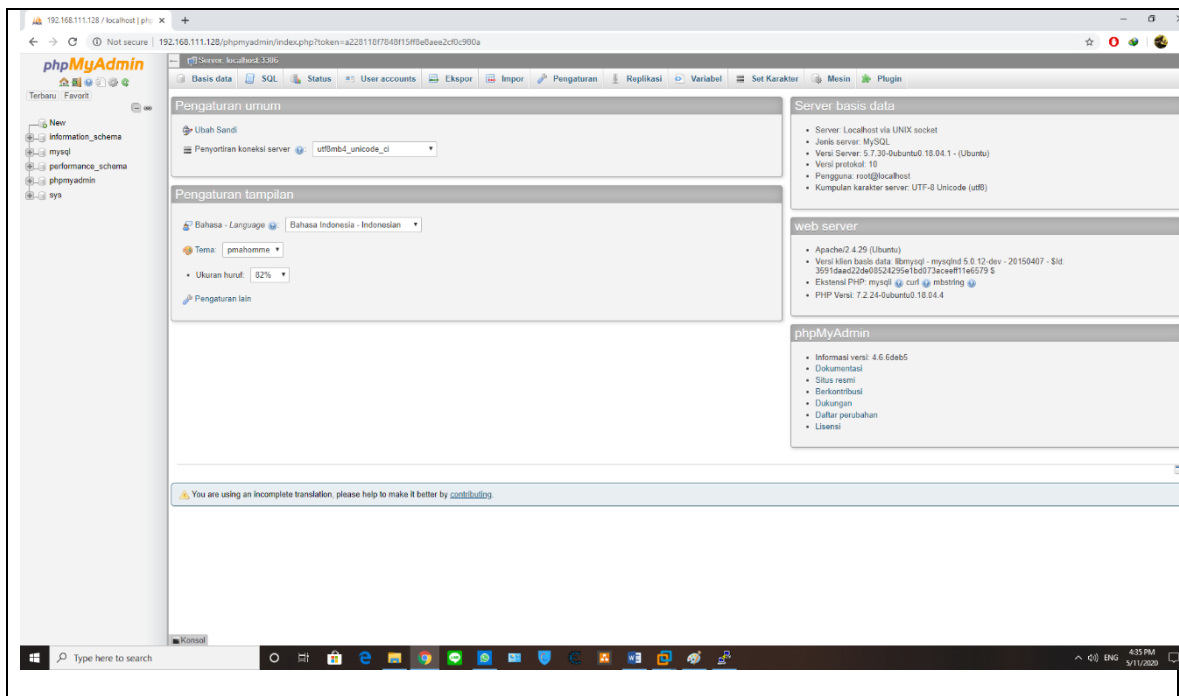 192.168.111.128 / localhost | php
Not secure
192.168.111.128/phpmyadmin/index.php?token=a228118f7848f15ff8e8aee2cf0c980a
phpMyAdmin
Terbaru Favorit
New
information_schema
mysql
performance_schema
phpmyadmin
sys
Server: localhost:3306
Basis data SQL Status User accounts Ekspor Impor Pengaturan Replikasi Variabel Set Karakter Mesin Plugin
Pengaturan umum
Ubah Sandi
Penyortiran koneksi server : utf8mb4_unicode_ci
Pengaturan tampilan
Bahasa - Language : Bahasa Indonesia - Indonesian
Tema: pmahomme
Ukuran huruf: 82%
Pengaturan lain
Server basis data
Server: Localhost via UNIX socket
Jenis server: MySQL
Versi Server: 5.7.30-0ubuntu0.18.04.1 - (Ubuntu)
Versi protokol: 10
Pengguna: root@localhost
Kumpulan karakter server: UTF-8 Unicode (utf8)
web server
Apache/2.4.29 (Ubuntu)
Versi klien basis data: libmysql - mysqlnd 5.0.12-dev - 20150407 - $Id:
3591daad22de08524295e1bd073aceeff11e6579 $
Ekstensi PHP: mysqli curl mbstring
PHP Versi: 7.2.24-0ubuntu0.18.04.4
phpMyAdmin
Informasi versi: 4.6.6deb5
Dokumentasi
Situs resmi
Berkontribusi
Dukungan
Daftar perubahan
Lisensi
You are using an incomplete translation, please help to make it better by contributing.
Konsol
Type here to search
ENG
4:35 PM
5/11/2020